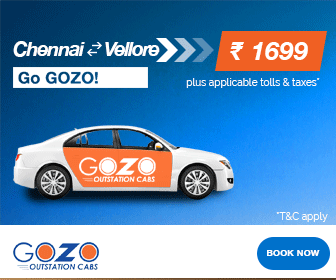 Chennai ⇄ Vellore
₹ 1699
Go GOZO!
plus applicable tolls & taxes*
GOZO
OUTSTATION CABS
*T&C apply
GOZO
OUTSTATION CABS
BOOK NOW